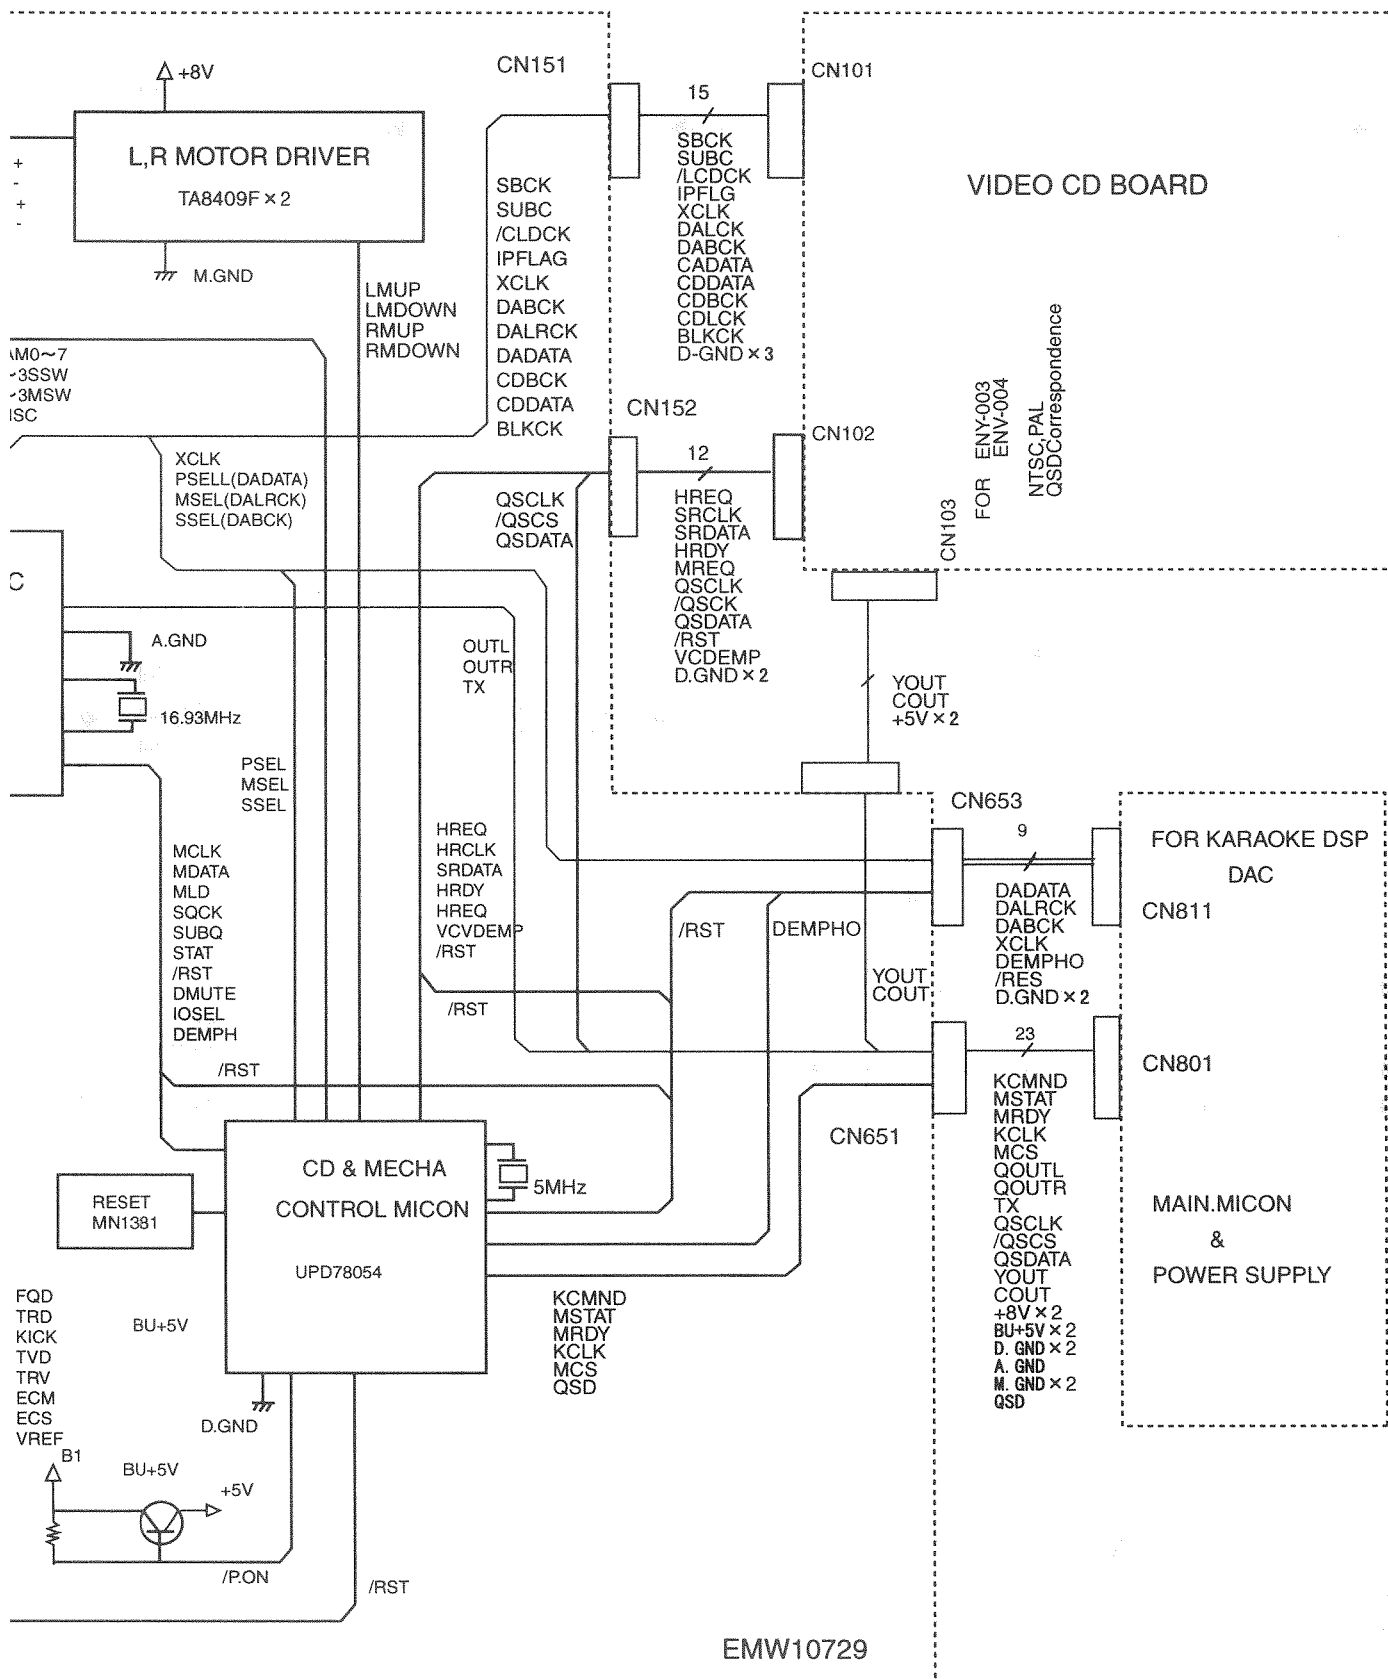 +8V
L,R MOTOR DRIVER
TA8409F×2
+
-
+
-
M.GND
LMUP
LMDOWN
RMUP
RMDOWN
AM0~7
~3SSW
~3MSW
XCLK
PSELL(DADATA)
MSEL(DALRCK)
SSEL(DABCK)
CN151
SBCK
SUBC
/CLDCK
IPFLAG
XCLK
DABCK
DALRCK
DADATA
CDBCK
CDDATA
BLKCK
15
SBCK
SUBC
/LCDCK
IPFLG
XCLK
DALCK
DABCK
CADATA
CDDATA
CDBCK
CDLCK
BLKCK
D-GND×3
CN101
VIDEO CD BOARD
FOR ENY-003
ENV-004
NTSC,PAL
QSDCorrespondence
CN152
12
CN102
QSCLK
/QSCS
QSDATA
HREQ
SRCLK
SRDATA
HRDY
MREQ
QSCLK
/QSCK
QSDATA
/RST
VCDEMP
D.GND×2
CN103
YOUT
COUT
+5V×2
C
A.GND
16.93MHz
OUTL
OUTR
TX
PSEL
MSEL
SSEL
MCLK
MDATA
MLD
SQCK
SUBQ
STAT
/RST
DMUTE
IOSEL
DEMPH
/RST
HREQ
HRCLK
SRDATA
HRDY
HREQ
VCVDEMP
/RST
/RST
/RST
DEMPHO
YOUT
COUT
CN653
9
DADATA
DALRCK
DABCK
XCLK
DEMPHO
/RES
D.GND×2
FOR KARAOKE DSP
DAC
CN811
23
CN801
CN651
KCMND
MSTAT
MRDY
KCLK
MCS
QOUTL
QOUTR
TX
QSCLK
/QSCS
QSDATA
YOUT
COUT
+8V×2
BU+5V×2
D. GND×2
A. GND
M. GND×2
QSD
MAIN.MICON
&
POWER SUPPLY
CD & MECHA
CONTROL MICON
UPD78054
5MHz
RESET
MN1381
KCMND
MSTAT
MRDY
KCLK
MCS
QSD
FQD
TRD
KICK
TVD
TRV
ECM
ECS
VREF
BU+5V
D.GND
B1
BU+5V
+5V
/P.ON
/RST
EMW10729